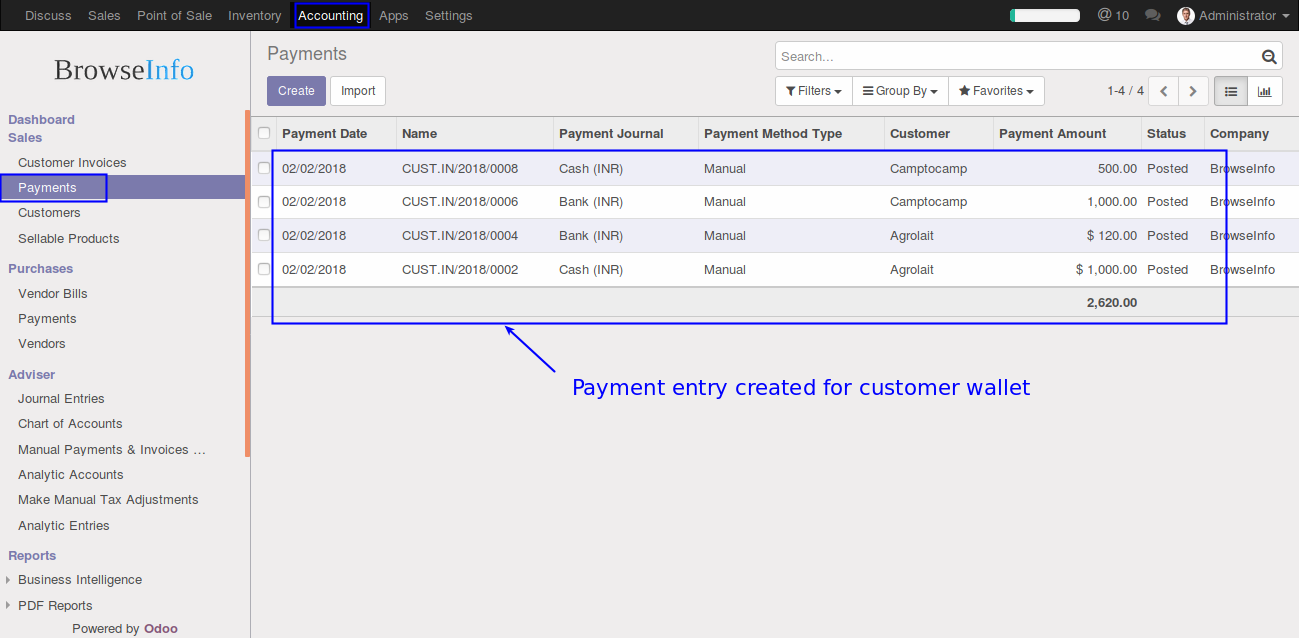 Discuss Sales Point of Sale Inventory Accounting Apps Settings @ 10 Administrator
BrowseInfo
Dashboard
Sales
Customer Invoices
Payments
Customers
Sellable Products
Purchases
Vendor Bills
Payments
Vendors
Adviser
Journal Entries
Chart of Accounts
Manual Payments & Invoices ...
Analytic Accounts
Make Manual Tax Adjustments
Analytic Entries
Reports
Business Intelligence
PDF Reports
Powered by Odoo
Payments
Search...
Create Import
Filters Group By Favorites 1-4 / 4
Payment Date Name Payment Journal Payment Method Type Customer Payment Amount Status Company
02/02/2018 CUST.IN/2018/0008 Cash (INR) Manual Camptocamp 500.00 Posted BrowseInfo
02/02/2018 CUST.IN/2018/0006 Bank (INR) Manual Camptocamp 1,000.00 Posted BrowseInfo
02/02/2018 CUST.IN/2018/0004 Bank (INR) Manual Agrolait $ 120.00 Posted BrowseInfo
02/02/2018 CUST.IN/2018/0002 Cash (INR) Manual Agrolait $ 1,000.00 Posted BrowseInfo
2,620.00
Payment entry created for customer wallet